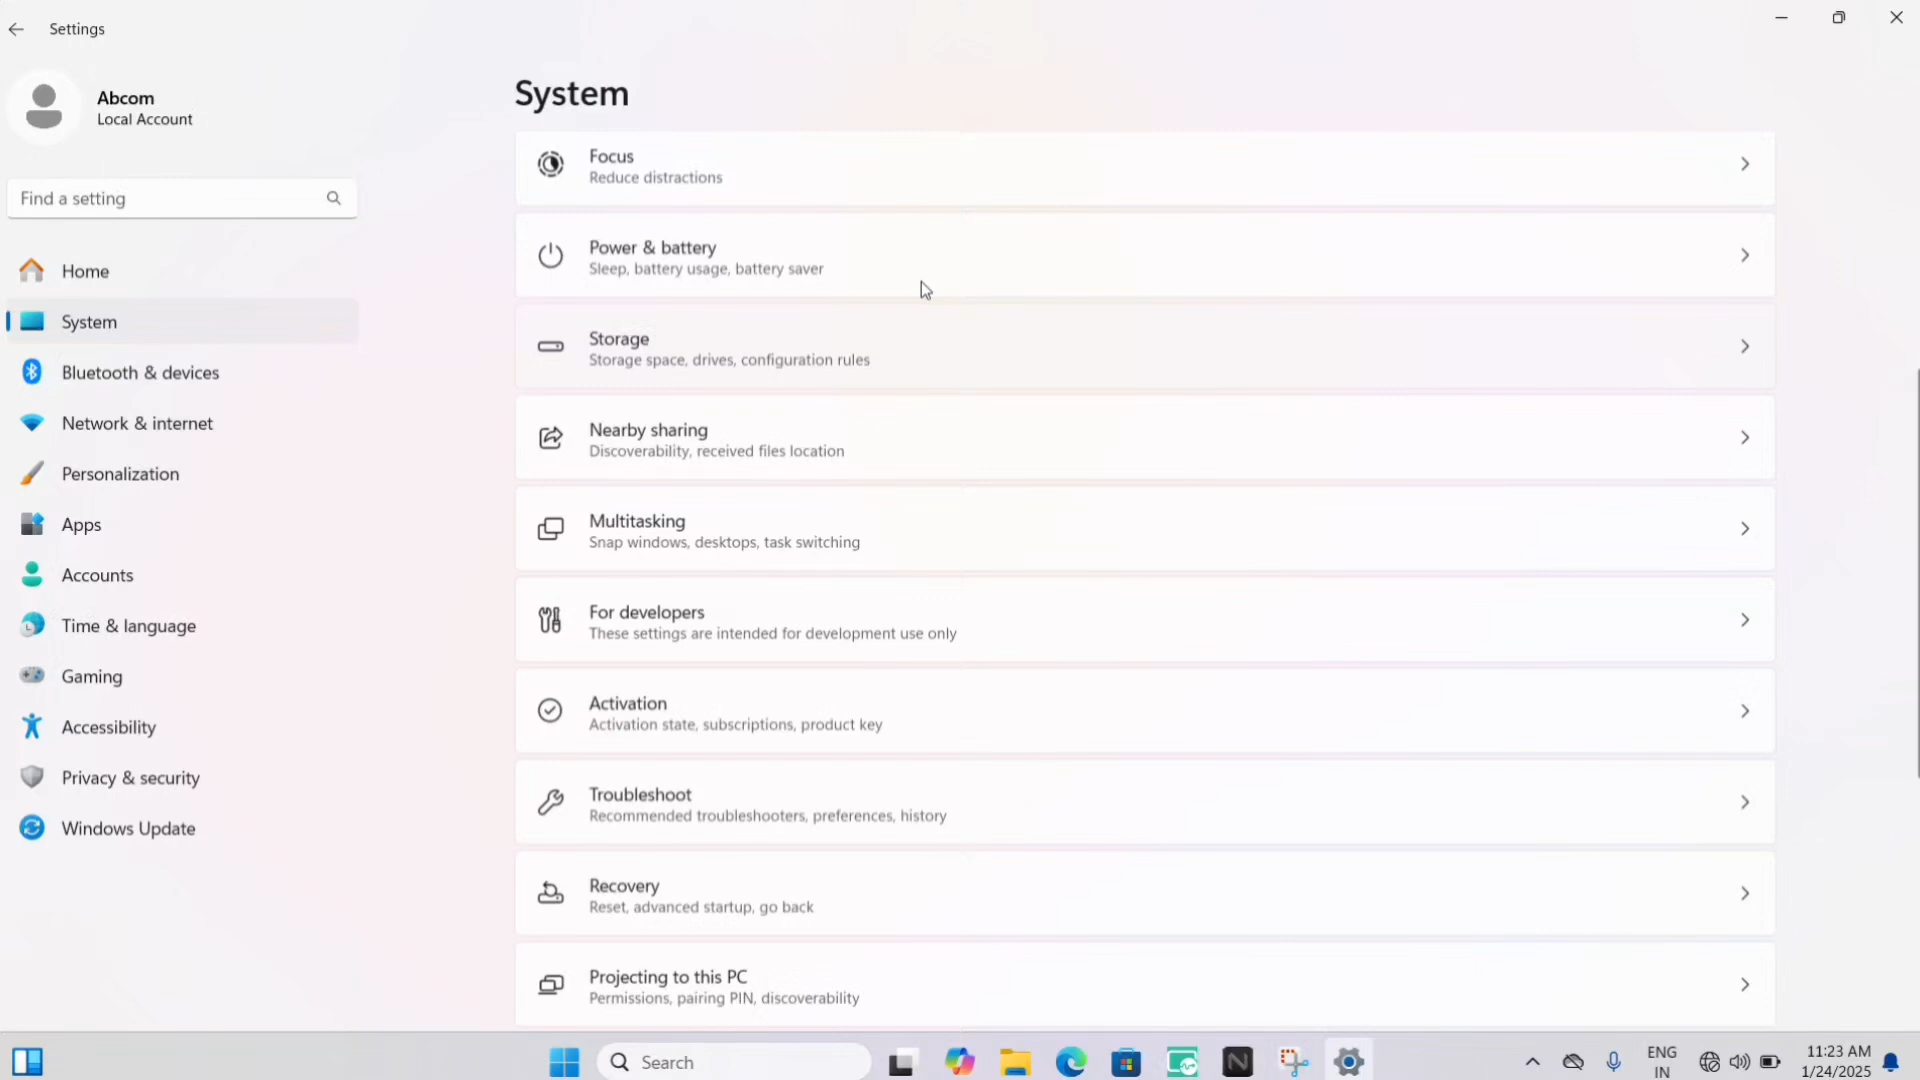 Settings
Abcom
Local Account
Find a setting
Home
System
Bluetooth & devices
Network & internet
Personalization
Apps
Accounts
Time & language
Gaming
Accessibility
Privacy & security
Windows Update
System
Focus
Reduce distractions
Power & battery
Sleep, battery usage, battery saver
Storage
Storage space, drives, configuration rules
Nearby sharing
Discoverability, received files location
Multitasking
Snap windows, desktops, task switching
For developers
These settings are intended for development use only
Activation
Activation state, subscriptions, product key
Troubleshoot
Recommended troubleshooters, preferences, history
Recovery
Reset, advanced startup, go back
Projecting to this PC
Permissions, pairing PIN, discoverability
Search
ENG
IN
11:23 AM
1/24/2025